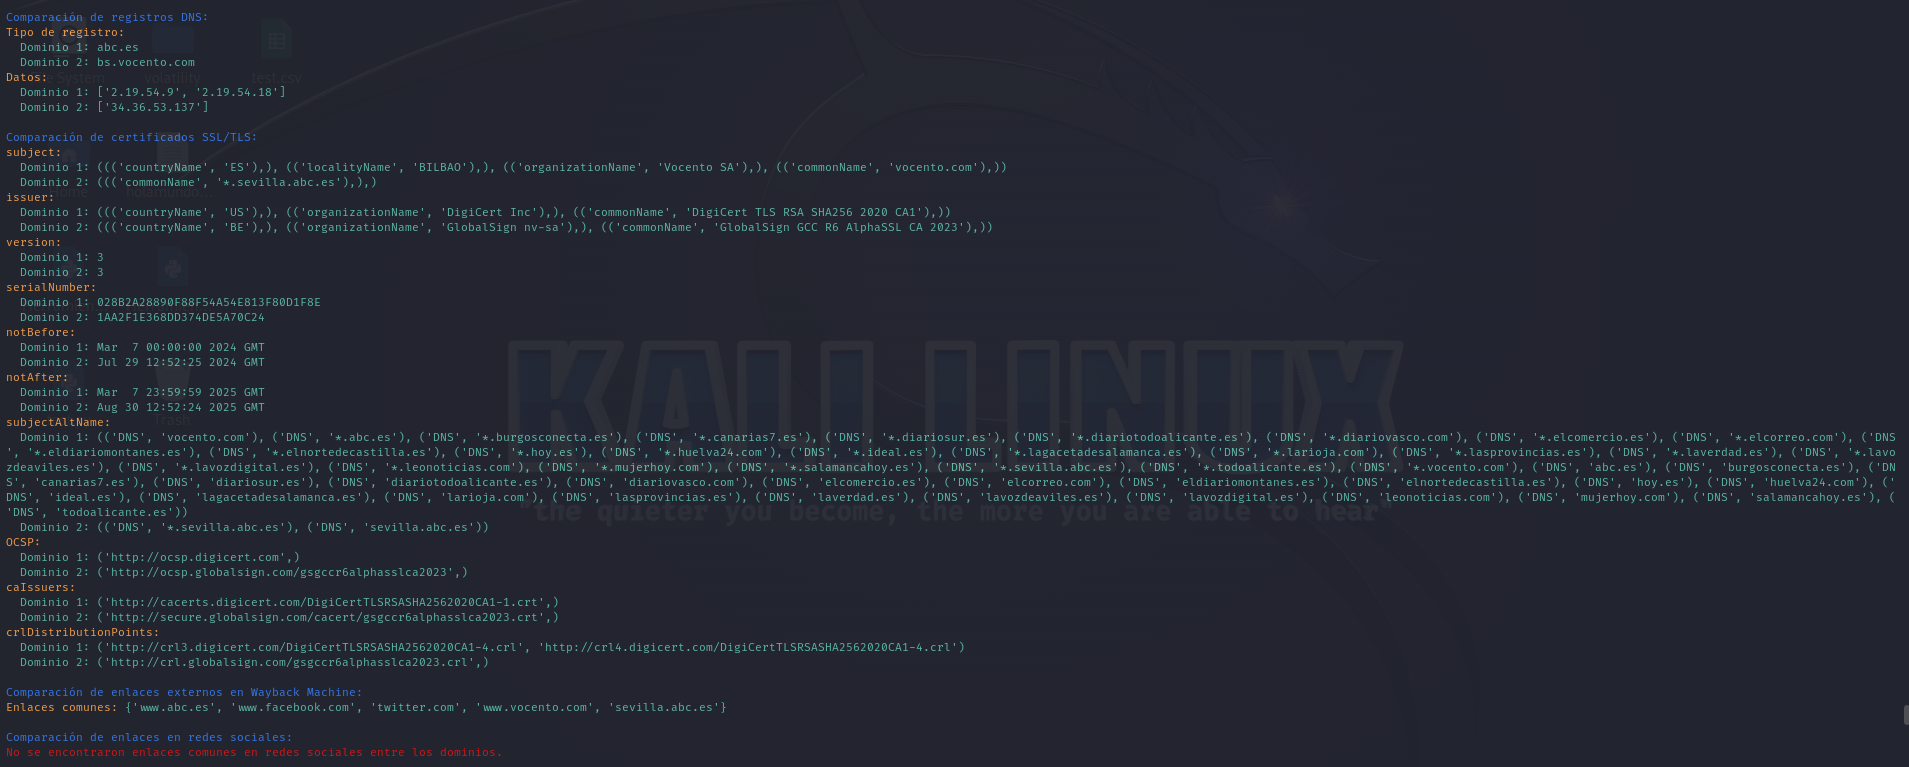 Comparación de registros DNS:
Tipo de registro:
  Dominio 1: abc.es
  Dominio 2: bs.vocento.com
System volatility test.csv
Datos:
  Dominio 1: ['2.19.54.9', '2.19.54.18']
  Dominio 2: ['34.36.53.137']
Comparación de certificados SSL/TLS:
subject:
  Dominio 1: ((('countryName', 'ES'),), (('localityName', 'BILBAO'),), (('organizationName', 'Vocento SA'),), (('commonName', 'vocento.com'),))
  Dominio 2: ((('commonName', '*.sevilla.abc.es'),),)
Home
issuer:
  Dominio 1: ((('countryName', 'US'),), (('organizationName', 'DigiCert Inc'),), (('commonName', 'DigiCert TLS RSA SHA256 2020 CA1'),))
  Dominio 2: ((('countryName', 'BE'),), (('organizationName', 'GlobalSign nv-sa'),), (('commonName', 'GlobalSign GCC R6 AlphaSSL CA 2023'),))
version:
  Dominio 1: 3
  Dominio 2: 3
serialNumber:
  Dominio 1: 028B2A28890F88F54A54E813F80D1F8E
  Dominio 2: 1AA2F1E368DD374DE5A70C24
notBefore:
  Dominio 1: Mar  7 00:00:00 2024 GMT
  Dominio 2: Jul 29 12:52:25 2024 GMT
notAfter:
  Dominio 1: Mar  7 23:59:59 2025 GMT
  Dominio 2: Aug 30 12:52:24 2025 GMT
KALI LINUX
Trash
subjectAltName:
  Dominio 1: (('DNS', 'vocento.com'), ('DNS', '*.abc.es'), ('DNS', '*.burgosconecta.es'), ('DNS', '*.canarias7.es'), ('DNS', '*.diariosur.es'), ('DNS', '*.diariotodoalicante.es'), ('DNS', '*.diariovasco.com'), ('DNS', '*.elcomercio.es'), ('DNS', '*.elcorreo.com'), ('DNS
', '*.eldiariomontanes.es'), ('DNS', '*.elnortedecastilla.es'), ('DNS', '*.hoy.es'), ('DNS', '*.huelva24.com'), ('DNS', '*.ideal.es'), ('DNS', '*.lagacetadesalamanca.es'), ('DNS', '*.larioja.com'), ('DNS', '*.lasprovincias.es'), ('DNS', '*.laverdad.es'), ('DNS', '*.lavo
zdeaviles.es'), ('DNS', '*.lavozdigital.es'), ('DNS', '*.leonoticias.com'), ('DNS', '*.mujerhoy.com'), ('DNS', '*.salamancahoy.es'), ('DNS', '*.sevilla.abc.es'), ('DNS', '*.todoalicante.es'), ('DNS', '*.vocento.com'), ('DNS', 'abc.es'), ('DNS', 'burgosconecta.es'), ('DN
S', 'canarias7.es'), ('DNS', 'diariosur.es'), ('DNS', 'diariotodoalicante.es'), ('DNS', 'diariovasco.com'), ('DNS', 'elcomercio.es'), ('DNS', 'elcorreo.com'), ('DNS', 'eldiariomontanes.es'), ('DNS', 'elnortedecastilla.es'), ('DNS', 'hoy.es'), ('DNS', 'huelva24.com'), ('
DNS', 'ideal.es'), ('DNS', 'lagacetadesalamanca.es'), ('DNS', 'larioja.com'), ('DNS', 'lasprovincias.es'), ('DNS', 'laverdad.es'), ('DNS', 'lavozdeaviles.es'), ('DNS', 'lavozdigital.es'), ('DNS', 'leonoticias.com'), ('DNS', 'mujerhoy.com'), ('DNS', 'salamancahoy.es'), (
'DNS', 'todoalicante.es'))
"the quieter you become, the more you are able to hear"
  Dominio 2: (('DNS', '*.sevilla.abc.es'), ('DNS', 'sevilla.abc.es'))
OCSP:
  Dominio 1: ('http://ocsp.digicert.com',)
  Dominio 2: ('http://ocsp.globalsign.com/gsgccr6alphasslca2023',)
caIssuers:
  Dominio 1: ('http://cacerts.digicert.com/DigiCertTLSRSASHA2562020CA1-1.crt',)
  Dominio 2: ('http://secure.globalsign.com/cacert/gsgccr6alphasslca2023.crt',)
crlDistributionPoints:
  Dominio 1: ('http://crl3.digicert.com/DigiCertTLSRSASHA2562020CA1-4.crl', 'http://crl4.digicert.com/DigiCertTLSRSASHA2562020CA1-4.crl')
  Dominio 2: ('http://crl.globalsign.com/gsgccr6alphasslca2023.crl',)
Comparación de enlaces externos en Wayback Machine:
Enlaces comunes: {'www.abc.es', 'www.facebook.com', 'twitter.com', 'www.vocento.com', 'sevilla.abc.es'}
Comparación de enlaces en redes sociales:
No se encontraron enlaces comunes en redes sociales entre los dominios.